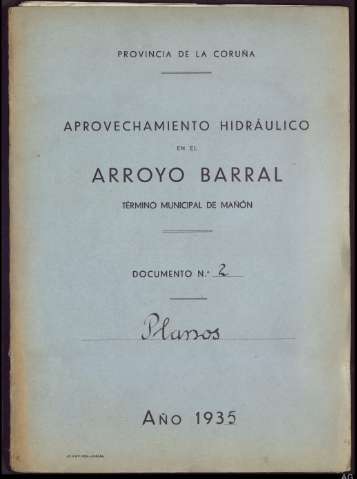 PROVINCIA DE LA CORUÑA
APROVECHAMIENTO HIDRÁULICO
EN EL
ARROYO BARRAL
TÉRMINO MUNICIPAL DE MAÑÓN
DOCUMENTO N.º 2
Planos
AÑO 1935